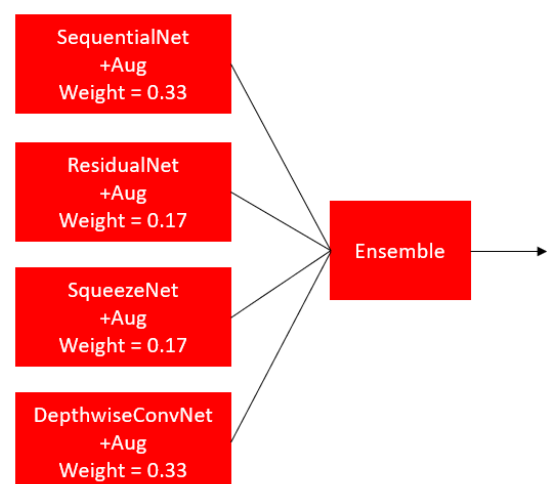 SequentialNet
+Aug
Weight = 0.33
ResidualNet
+Aug
Weight = 0.17
SqueezeNet
+Aug
Weight = 0.17
DepthwiseConvNet
+Aug
Weight = 0.33
Ensemble